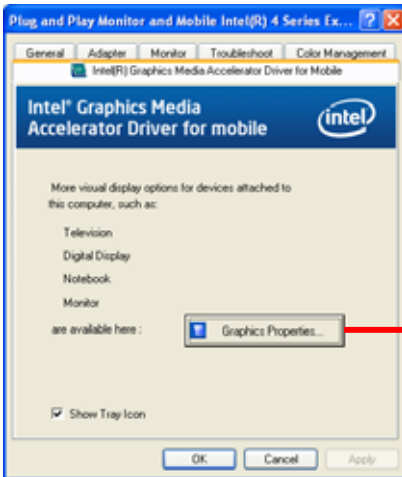 Plug and Play Monitor and Mobile Intel(R) 4 Series Ex...
General Adapter Monitor Troubleshoot Color Management
Intel(R) Graphics Media Accelerator Driver for Mobile
Intel® Graphics Media
Accelerator Driver for mobile
intel
More visual display options for devices attached to
this computer, such as:
Television
Digital Display
Notebook
Monitor
are available here :
Graphics Properties...
Show Tray Icon
OK Cancel Apply